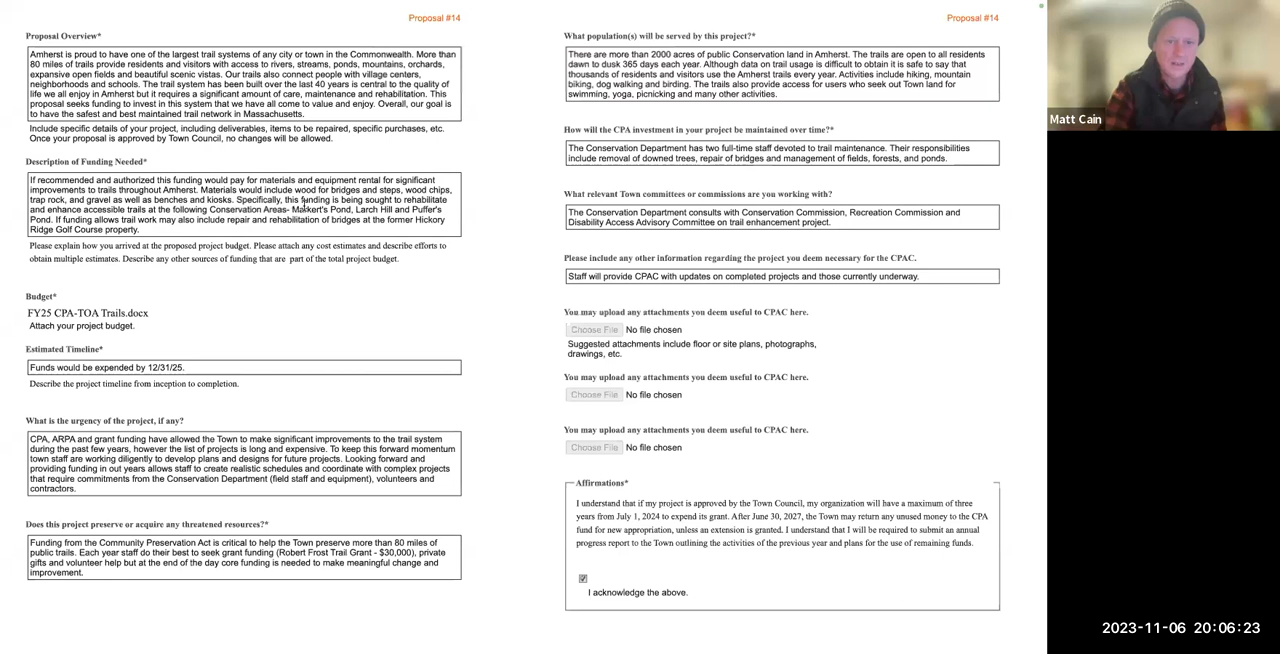 Proposal #14
Proposal Overview*
Amherst is proud to have one of the largest trail systems of any city or town in the Commonwealth. More than
80 miles of trails provide residents and visitors with access to rivers, streams, ponds, mountains, orchards,
expansive open fields and beautiful scenic vistas. Our trails also connect people with village centers,
neighborhoods and schools. The trail system has been built over the last 40 years is central to the quality of
life we all enjoy in Amherst but it requires a significant amount of care, maintenance and rehabilitation. This
proposal seeks funding to invest in this system that we have all come to value and enjoy. Overall, our goal is
to have the safest and best maintained trail network in Massachusetts.
Include specific details of your project, including deliverables, items to be repaired, specific purchases, etc.
Once your proposal is approved by Town Council, no changes will be allowed.
Description of Funding Needed*
If recommended and authorized this funding would pay for materials and equipment rental for significant
improvements to trails throughout Amherst. Materials would include wood for bridges and steps, wood chips,
trap rock, and gravel as well as benches and kiosks. Specifically, this funding is being sought to rehabilitate
and enhance accessible trails at the following Conservation Areas- Markert's Pond, Larch Hill and Puffer's
Pond. If funding allows trail work may also include repair and rehabilitation of bridges at the former Hickory
Ridge Golf Course property.
Please explain how you arrived at the proposed project budget. Please attach any cost estimates and describe efforts to
obtain multiple estimates. Describe any other sources of funding that are part of the total project budget.
Budget*
FY25 CPA-TOA Trails.docx
Attach your project budget.
Estimated Timeline*
Funds would be expended by 12/31/25.
Describe the project timeline from inception to completion.
What is the urgency of the project, if any?
CPA, ARPA and grant funding have allowed the Town to make significant improvements to the trail system
during the past few years, however the list of projects is long and expensive. To keep this forward momentum
town staff are working diligently to develop plans and designs for future projects. Looking forward and
providing funding in out years allows staff to create realistic schedules and coordinate with complex projects
that require commitments from the Conservation Department (field staff and equipment), volunteers and
contractors.
Does this project preserve or acquire any threatened resources?*
Funding from the Community Preservation Act is critical to help the Town preserve more than 80 miles of
public trails. Each year staff do their best to seek grant funding (Robert Frost Trail Grant - $30,000), private
gifts and volunteer help but at the end of the day core funding is needed to make meaningful change and
improvement.
Proposal #14
What population(s) will be served by this project?*
There are more than 2000 acres of public Conservation land in Amherst. The trails are open to all residents
dawn to dusk 365 days each year. Although data on trail usage is difficult to obtain it is safe to say that
thousands of residents and visitors use the Amherst trails every year. Activities include hiking, mountain
biking, dog walking and birding. The trails also provide access for users who seek out Town land for
swimming, yoga, picnicking and many other activities.
How will the CPA investment in your project be maintained over time?*
The Conservation Department has two full-time staff devoted to trail maintenance. Their responsibilities
include removal of downed trees, repair of bridges and management of fields, forests, and ponds.
What relevant Town committees or commissions are you working with?
The Conservation Department consults with Conservation Commission, Recreation Commission and
Disability Access Advisory Committee on trail enhancement project.
Please include any other information regarding the project you deem necessary for the CPAC.
Staff will provide CPAC with updates on completed projects and those currently underway.
You may upload any attachments you deem useful to CPAC here.
Choose File No file chosen
Suggested attachments include floor or site plans, photographs,
drawings, etc.
You may upload any attachments you deem useful to CPAC here.
Choose File No file chosen
You may upload any attachments you deem useful to CPAC here.
Choose File No file chosen
Affirmations*
I understand that if my project is approved by the Town Council, my organization will have a maximum of three
years from July 1, 2024 to expend its grant. After June 30, 2027, the Town may return any unused money to the CPA
fund for new appropriation, unless an extension is granted. I understand that I will be required to submit an annual
progress report to the Town outlining the activities of the previous year and plans for the use of remaining funds.
I acknowledge the above.
Matt Cain
2023-11-06 20:06:23